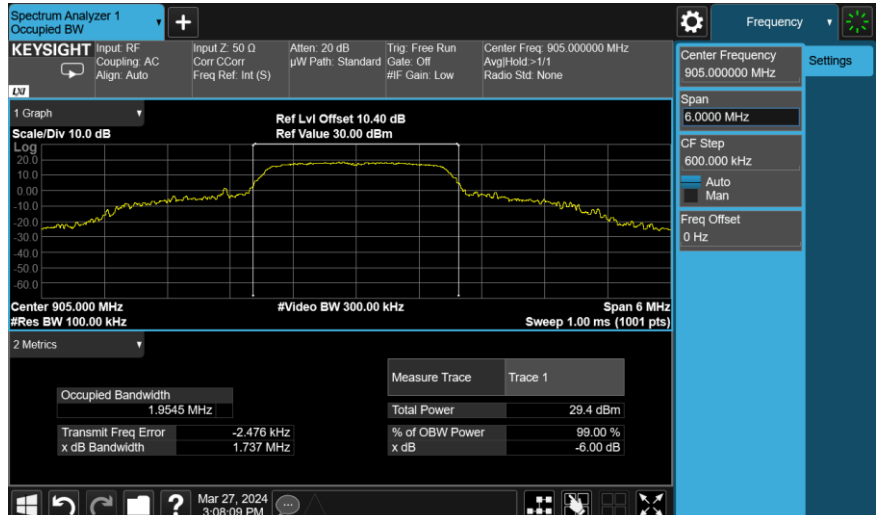 Spectrum Analyzer 1
Occupied BW
+
Frequency
KEYSIGHT
LXI
Input: RF
Coupling: AC
Align: Auto
Input Z: 50 Ω
Corr CCorr
Freq Ref: Int (S)
Atten: 20 dB
µW Path: Standard
Trig: Free Run
Gate: Off
#IF Gain: Low
Center Freq: 905.000000 MHz
Avg|Hold:>1/1
Radio Std: None
Center Frequency
905.000000 MHz
Settings
Span
6.0000 MHz
CF Step
600.000 kHz
Auto
Man
Freq Offset
0 Hz
1 Graph
Scale/Div 10.0 dB
Ref Lvl Offset 10.40 dB
Ref Value 30.00 dBm
Log
20.0
10.0
0.00
-10.0
-20.0
-30.0
-40.0
-50.0
-60.0
Center 905.000 MHz
#Res BW 100.00 kHz
#Video BW 300.00 kHz
Span 6 MHz
Sweep 1.00 ms (1001 pts)
2 Metrics
Measure Trace Trace 1
Occupied Bandwidth
1.9545 MHz
Total Power 29.4 dBm
Transmit Freq Error -2.476 kHz
% of OBW Power 99.00 %
x dB Bandwidth 1.737 MHz
x dB -6.00 dB
?
Mar 27, 2024
3:08:09 PM